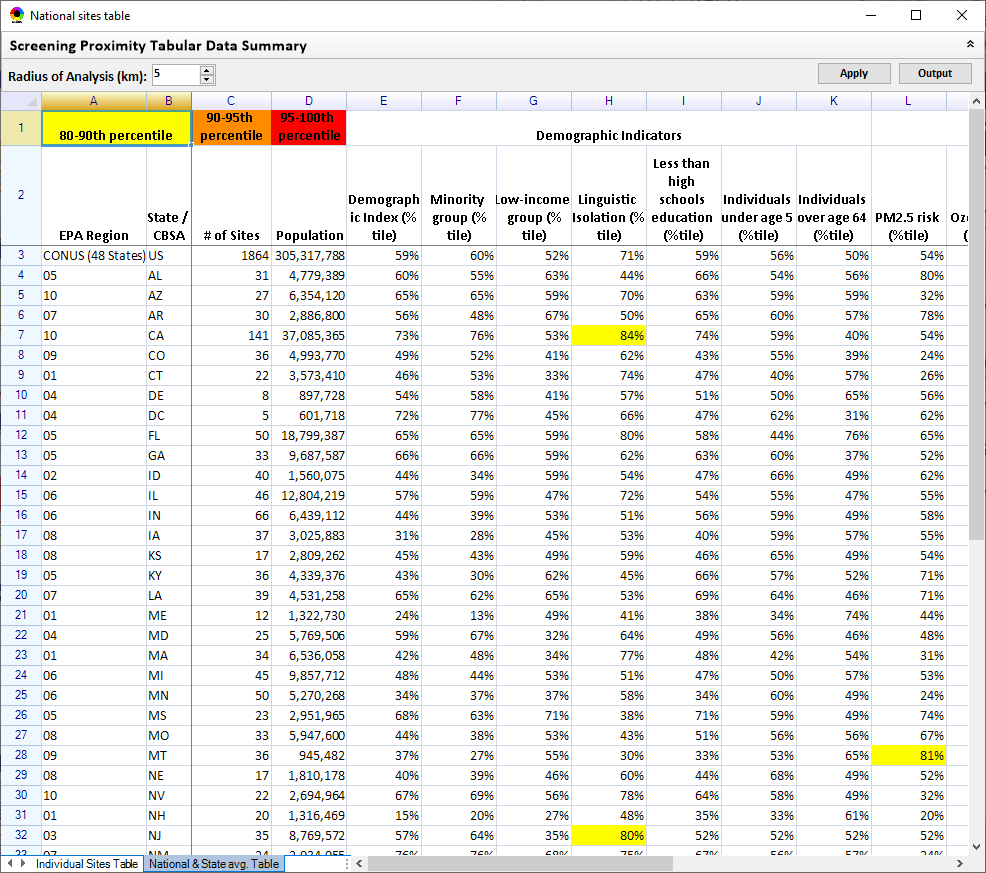 National sites table
Screening Proximity Tabular Data Summary
Radius of Analysis (km): 5 Apply Output
A B C D E F G H I J K L
1 80-90th percentile 90-95th percentile 95-100th percentile Demographic Indicators
2 EPA Region State / CBSA # of Sites Population Demographic Index (%tile) Minority group (%tile) Low-income group (%tile) Linguistic Isolation (%tile) Less than high schools education (%tile) Individuals under age 5 (%tile) Individuals over age 64 (%tile) PM2.5 risk (%tile)
3 CONUS (48 States) US 1864 305,317,788 59% 60% 52% 71% 59% 56% 50% 54%
4 05 AL 31 4,779,389 60% 55% 63% 44% 66% 54% 56% 80%
5 10 AZ 27 6,354,120 65% 65% 59% 70% 63% 59% 59% 32%
6 07 AR 30 2,886,800 56% 48% 67% 50% 65% 60% 57% 78%
7 10 CA 141 37,085,365 73% 76% 53% 84% 74% 59% 40% 54%
8 09 CO 36 4,993,770 49% 52% 41% 62% 43% 55% 39% 24%
9 01 CT 22 3,573,410 46% 53% 33% 74% 47% 40% 57% 26%
10 04 DE 8 897,728 54% 58% 41% 57% 51% 50% 65% 56%
11 04 DC 5 601,718 72% 77% 45% 66% 47% 62% 31% 62%
12 05 FL 50 18,799,387 65% 65% 59% 80% 58% 44% 76% 65%
13 05 GA 33 9,687,587 66% 66% 59% 62% 63% 60% 37% 52%
14 02 ID 40 1,560,075 44% 34% 59% 54% 47% 66% 49% 62%
15 06 IL 46 12,804,219 57% 59% 47% 72% 54% 55% 47% 55%
16 06 IN 66 6,439,112 44% 39% 53% 51% 56% 59% 49% 58%
17 08 IA 37 3,025,883 31% 28% 45% 53% 40% 59% 57% 55%
18 08 KS 17 2,809,262 45% 43% 49% 59% 46% 65% 49% 54%
19 05 KY 36 4,339,376 43% 30% 62% 45% 66% 57% 52% 71%
20 07 LA 39 4,531,258 65% 62% 65% 53% 69% 64% 46% 71%
21 01 ME 12 1,322,730 24% 13% 49% 41% 38% 34% 74% 44%
22 04 MD 25 5,769,506 59% 67% 32% 64% 49% 56% 46% 48%
23 01 MA 34 6,536,058 42% 48% 34% 77% 48% 42% 54% 31%
24 06 MI 45 9,857,712 48% 44% 53% 51% 47% 50% 57% 53%
25 06 MN 50 5,270,268 34% 37% 37% 58% 34% 60% 49% 24%
26 05 MS 23 2,951,965 68% 63% 71% 38% 71% 59% 49% 74%
27 08 MO 33 5,947,600 44% 38% 53% 43% 51% 56% 56% 67%
28 09 MT 36 945,482 37% 27% 55% 30% 33% 53% 65% 81%
29 08 NE 17 1,810,178 40% 39% 46% 60% 44% 68% 49% 52%
30 10 NV 22 2,694,964 67% 69% 56% 78% 64% 58% 49% 32%
31 01 NH 20 1,316,469 15% 20% 27% 48% 35% 33% 61% 20%
32 03 NJ 35 8,769,572 57% 64% 35% 80% 52% 52% 52% 52%
Individual Sites Table National & State avg. Table